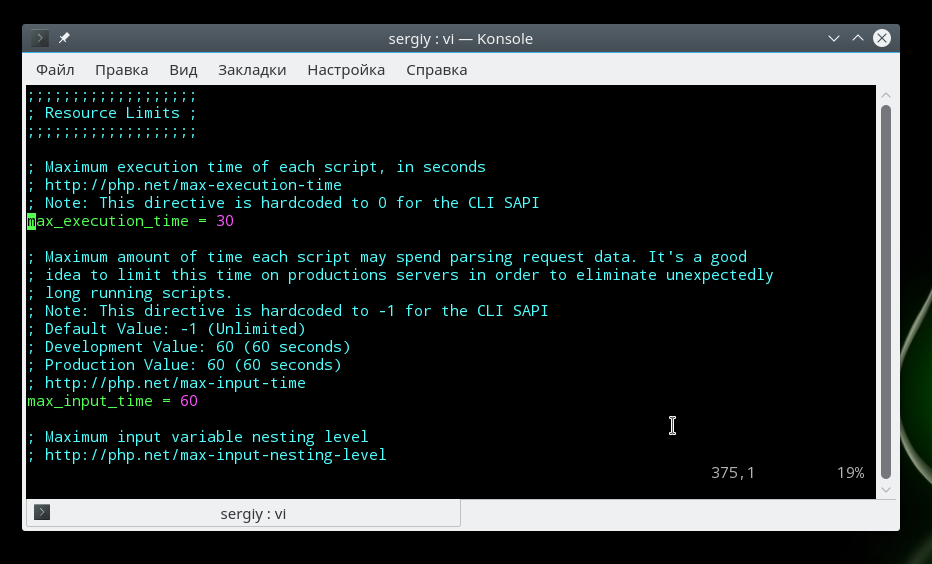 sergiy : vi — Konsole
Файл Правка Вид Закладки Настройка Справка
;;;;;;;;;;;;;;;;;;;
; Resource Limits ;
;;;;;;;;;;;;;;;;;;;
; Maximum execution time of each script, in seconds
; http://php.net/max-execution-time
; Note: This directive is hardcoded to 0 for the CLI SAPI
max_execution_time = 30
; Maximum amount of time each script may spend parsing request data. It's a good
; idea to limit this time on productions servers in order to eliminate unexpectedly
; long running scripts.
; Note: This directive is hardcoded to -1 for the CLI SAPI
; Default Value: -1 (Unlimited)
; Development Value: 60 (60 seconds)
; Production Value: 60 (60 seconds)
; http://php.net/max-input-time
max_input_time = 60
; Maximum input variable nesting level
; http://php.net/max-input-nesting-level
375,1 19%
sergiy : vi